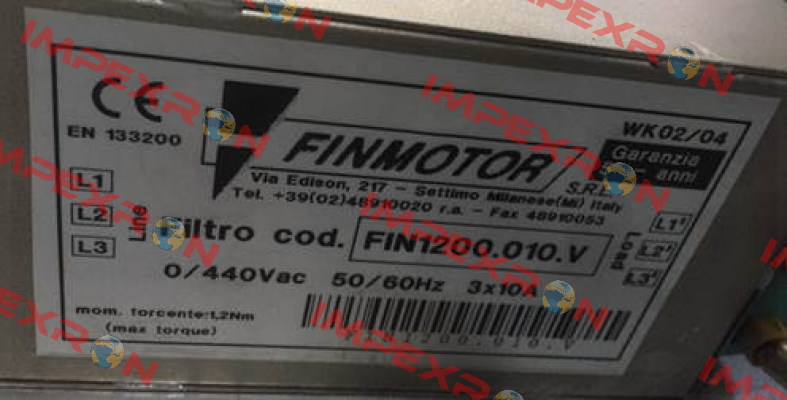 CE
EN 133200
FINMOTOR S.R.L.
WK02/04
Garanzia
anni
Via Edison, 217 - Settimo Milanese(Mi) Italy
Tel. +39(02)48910020 r.a. - Fax 48910053
L1
L2
L3
Line
Filtro cod. FIN1200.010.V
Load
L1'
L2'
L3'
0/440Vac 50/60Hz 3x10A
mom. torcente:1,2Nm
(max torque)
IMPEXRON